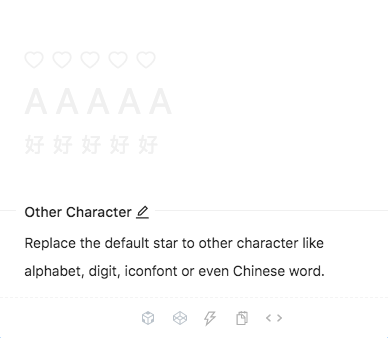 A A A A A
好 好 好 好 好
Other Character
Replace the default star to other character like
alphabet, digit, iconfont or even Chinese word.